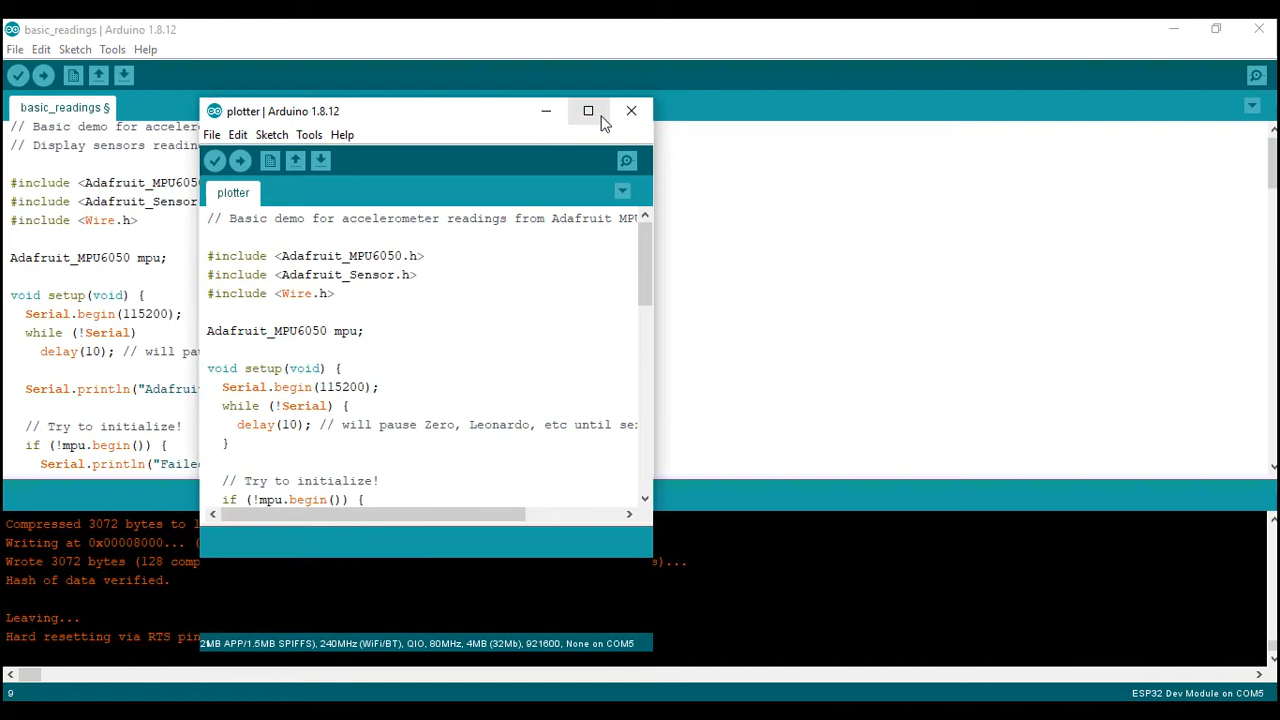 basic_readings | Arduino 1.8.12
File Edit Sketch Tools Help
basic_readings §
// Basic demo for acceler
// Display sensors readin
#include <Adafruit_MPU605
#include <Adafruit_Sensor.
#include <Wire.h>
Adafruit_MPU6050 mpu;
void setup(void) {
Serial.begin(115200);
while (!Serial)
delay(10); // will pau
Serial.println("Adafrui
// Try to initialize!
if (!mpu.begin()) {
Serial.println("Faile
plotter | Arduino 1.8.12
File Edit Sketch Tools Help
plotter
// Basic demo for accelerometer readings from Adafruit MPU
#include <Adafruit_MPU6050.h>
#include <Adafruit_Sensor.h>
#include <Wire.h>
Adafruit_MPU6050 mpu;
void setup(void) {
Serial.begin(115200);
while (!Serial) {
delay(10); // will pause Zero, Leonardo, etc until se
}
// Try to initialize!
if (!mpu.begin()) {
Compressed 3072 bytes to
Writing at 0x00008000... (
Wrote 3072 bytes (128 comp s)...
Hash of data verified.
Leaving...
Hard resetting via RTS pin
MB APP/1.5MB SPIFFS), 240MHz (WiFi/BT), QIO, 80MHz, 4MB (32Mb), 921600, None on COM5
9 ESP32 Dev Module on COM5